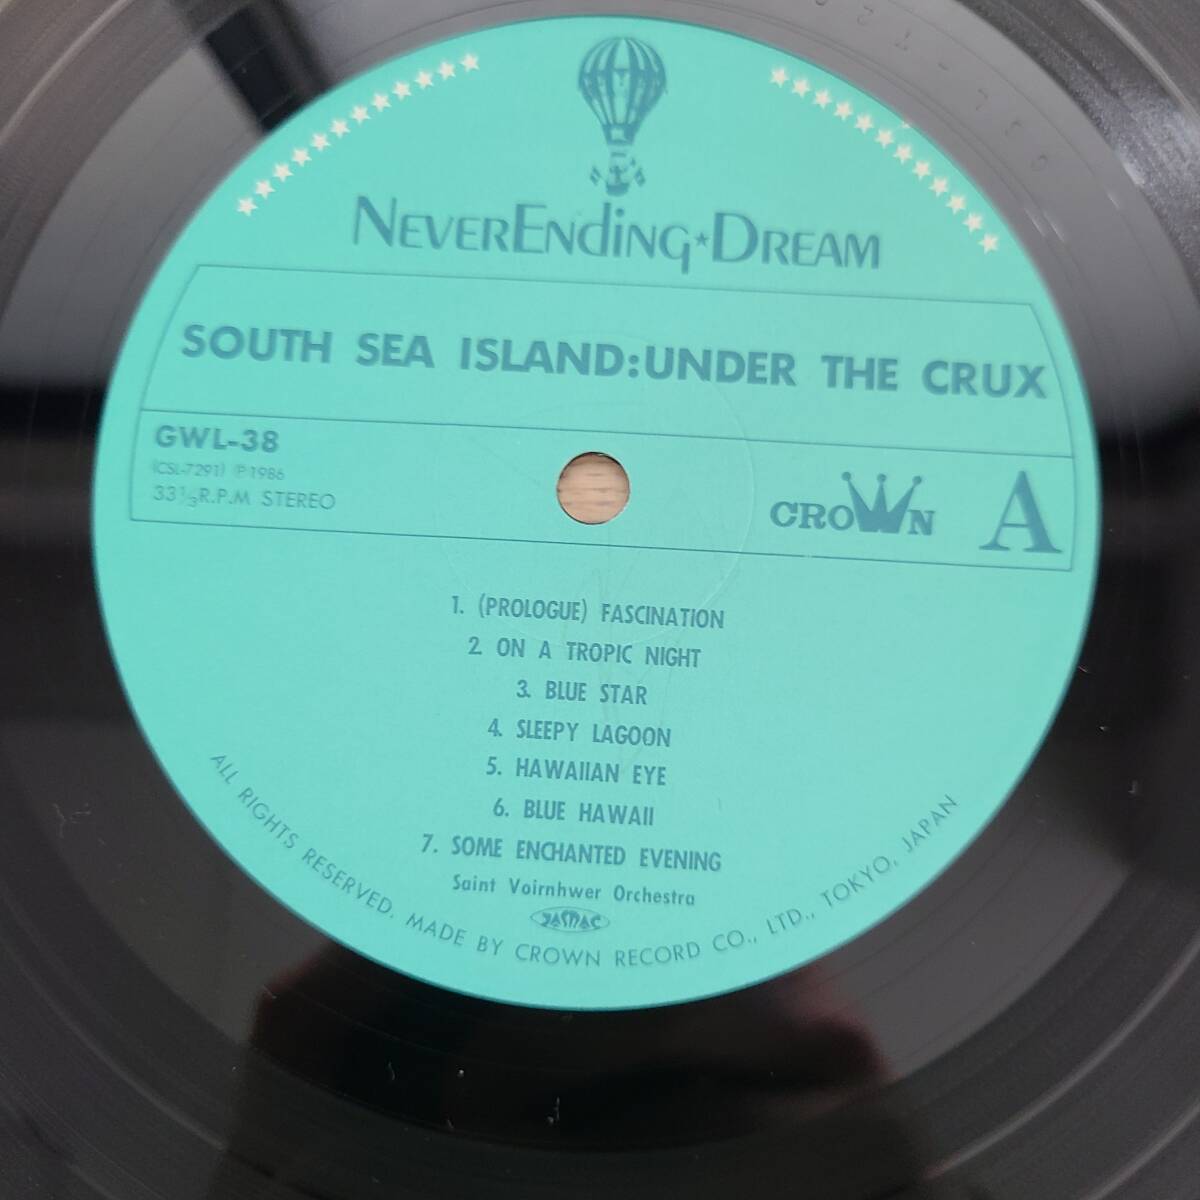 NEVERENDING★DREAM
SOUTH SEA ISLAND:UNDER THE CRUX
GWL-38
(CSL-7291) ℗1986
33⅓R.P.M STEREO
CROWN
A
1. (PROLOGUE) FASCINATION
2. ON A TROPIC NIGHT
3. BLUE STAR
4. SLEEPY LAGOON
5. HAWAIIAN EYE
6. BLUE HAWAII
7. SOME ENCHANTED EVENING
Saint Voirnhwer Orchestra
JASRAC
ALL RIGHTS RESERVED. MADE BY CROWN RECORD CO., LTD., TOKYO, JAPAN